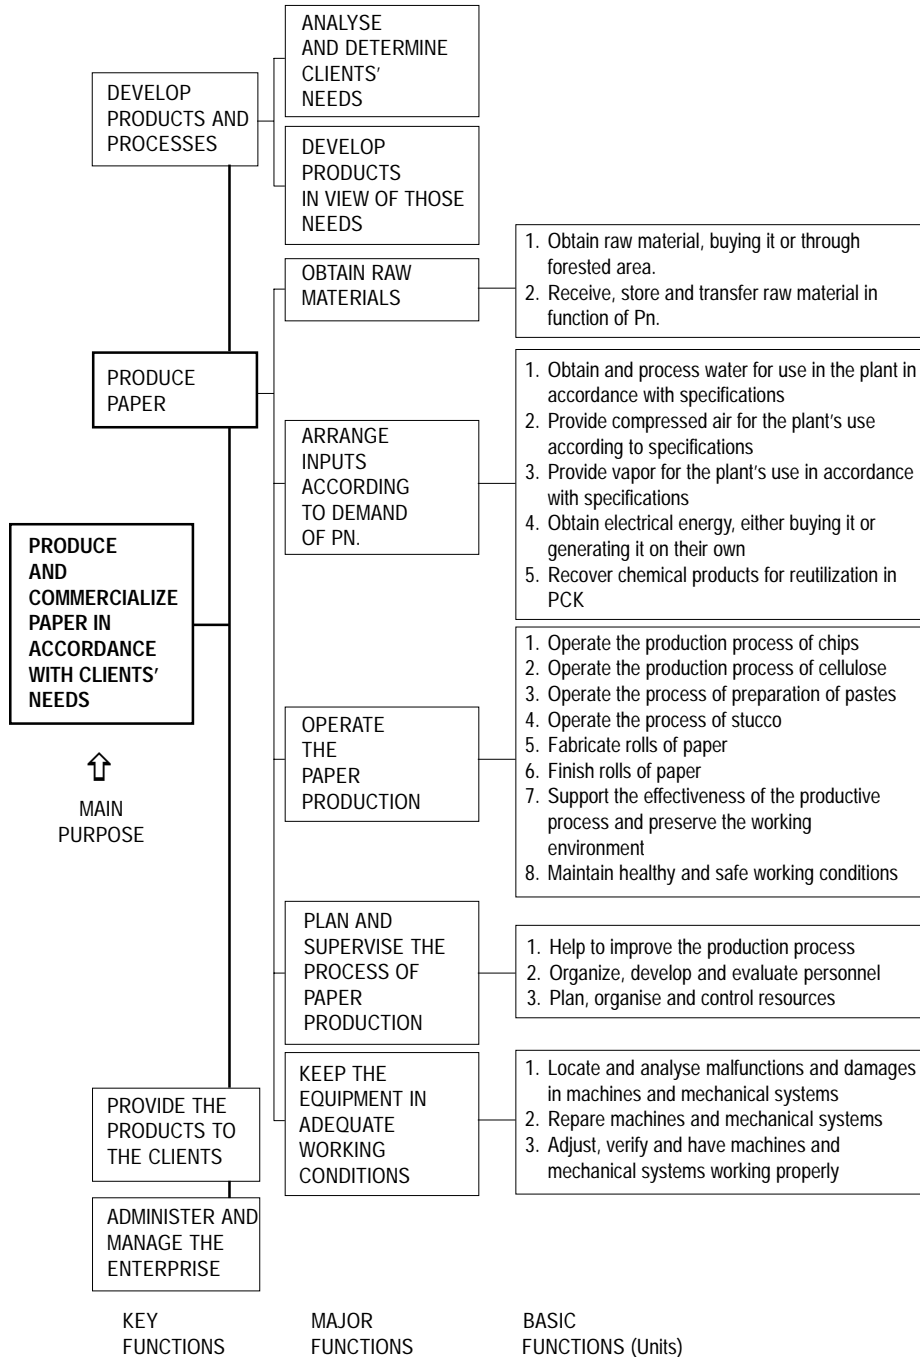 ANALYSE
AND DETERMINE
CLIENTS'
NEEDS
DEVELOP
PRODUCTS AND
PROCESSES
DEVELOP
PRODUCTS
IN VIEW OF THOSE
NEEDS
OBTAIN RAW
MATERIALS
1. Obtain raw material, buying it or through
forested area.
2. Receive, store and transfer raw material in
function of Pn.
PRODUCE
PAPER
ARRANGE
INPUTS
ACCORDING
TO DEMAND
OF PN.
1. Obtain and process water for use in the plant in
accordance with specifications
2. Provide compressed air for the plant's use
according to specifications
3. Provide vapor for the plant's use in accordance
with specifications
4. Obtain electrical energy, either buying it or
generating it on their own
5. Recover chemical products for reutilization in
PCK
PRODUCE
AND
COMMERCIALIZE
PAPER IN
ACCORDANCE
WITH CLIENTS'
NEEDS
MAIN
PURPOSE
OPERATE
THE
PAPER
PRODUCTION
1. Operate the production process of chips
2. Operate the production process of cellulose
3. Operate the process of preparation of pastes
4. Operate the process of stucco
5. Fabricate rolls of paper
6. Finish rolls of paper
7. Support the effectiveness of the productive
process and preserve the working
environment
8. Maintain healthy and safe working conditions
PLAN AND
SUPERVISE THE
PROCESS OF
PAPER
PRODUCTION
1. Help to improve the production process
2. Organize, develop and evaluate personnel
3. Plan, organise and control resources
KEEP THE
EQUIPMENT IN
ADEQUATE
WORKING
CONDITIONS
1. Locate and analyse malfunctions and damages
in machines and mechanical systems
2. Repare machines and mechanical systems
3. Adjust, verify and have machines and
mechanical systems working properly
PROVIDE THE
PRODUCTS TO
THE CLIENTS
ADMINISTER AND
MANAGE THE
ENTERPRISE
KEY
FUNCTIONS
MAJOR
FUNCTIONS
BASIC
FUNCTIONS (Units)